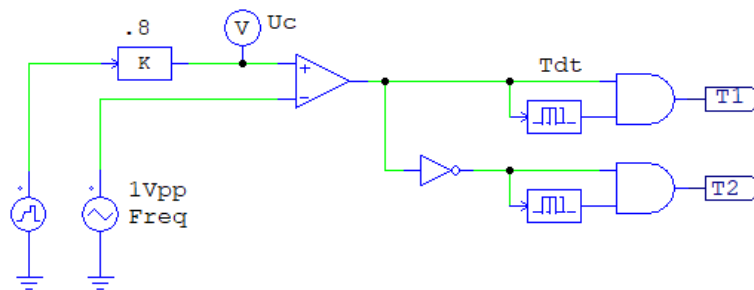 .8
V
Uc
K
+
−
Tdt
T1
1Vpp
Freq
T2